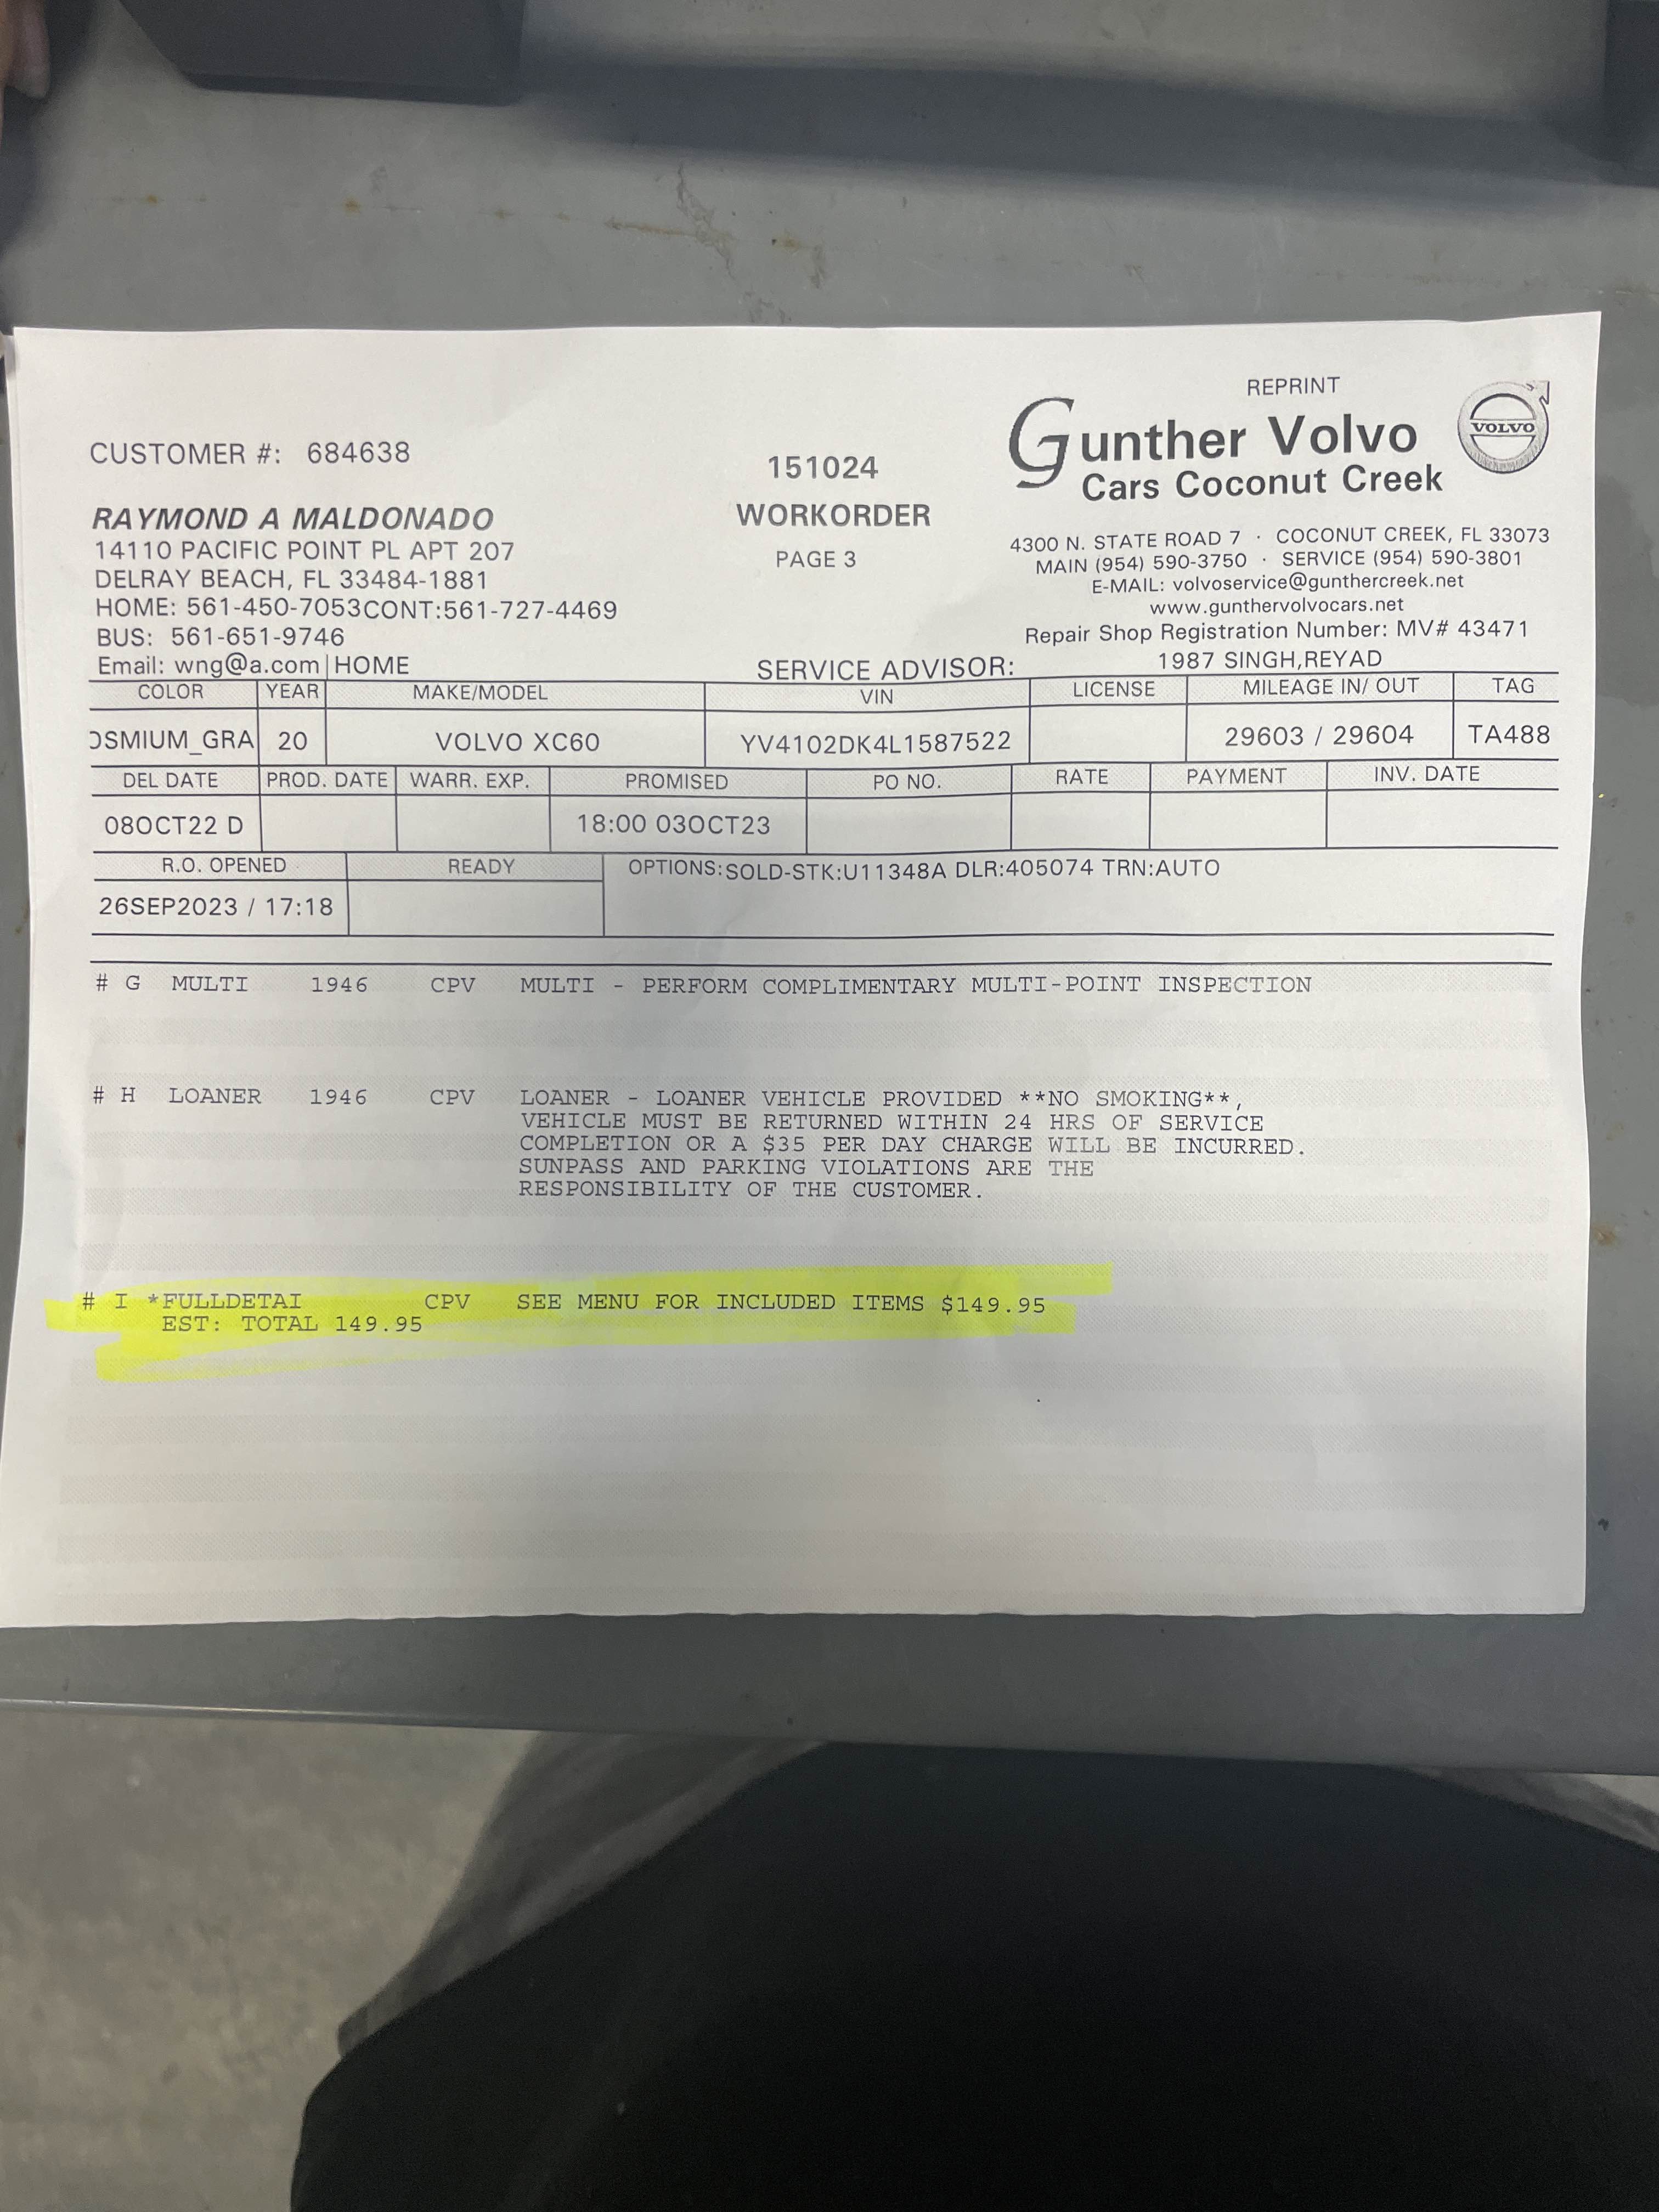 REPRINT
Gunther Volvo
Cars Coconut Creek
VOLVO
CUSTOMER #: 684638
151024
WORKORDER
PAGE 3
RAYMOND A MALDONADO
14110 PACIFIC POINT PL APT 207
DELRAY BEACH, FL 33484-1881
HOME: 561-450-7053CONT:561-727-4469
BUS: 561-651-9746
Email: wng@a.com|HOME
4300 N. STATE ROAD 7 · COCONUT CREEK, FL 33073
MAIN (954) 590-3750 · SERVICE (954) 590-3801
E-MAIL: volvoservice@gunthercreek.net
www.gunthervolvocars.net
Repair Shop Registration Number: MV# 43471
SERVICE ADVISOR: 1987 SINGH,REYAD
COLOR YEAR MAKE/MODEL VIN LICENSE MILEAGE IN/ OUT TAG
OSMIUM_GRA 20 VOLVO XC60 YV4102DK4L1587522 29603 / 29604 TA488
DEL DATE PROD. DATE WARR. EXP. PROMISED PO NO. RATE PAYMENT INV. DATE
08OCT22 D 18:00 03OCT23
R.O. OPENED READY OPTIONS:SOLD-STK:U11348A DLR:405074 TRN:AUTO
26SEP2023 / 17:18
# G MULTI 1946 CPV MULTI - PERFORM COMPLIMENTARY MULTI-POINT INSPECTION
# H LOANER 1946 CPV LOANER - LOANER VEHICLE PROVIDED **NO SMOKING**,
VEHICLE MUST BE RETURNED WITHIN 24 HRS OF SERVICE
COMPLETION OR A $35 PER DAY CHARGE WILL BE INCURRED.
SUNPASS AND PARKING VIOLATIONS ARE THE
RESPONSIBILITY OF THE CUSTOMER.
# I *FULLDETAI CPV SEE MENU FOR INCLUDED ITEMS $149.95
EST: TOTAL 149.95